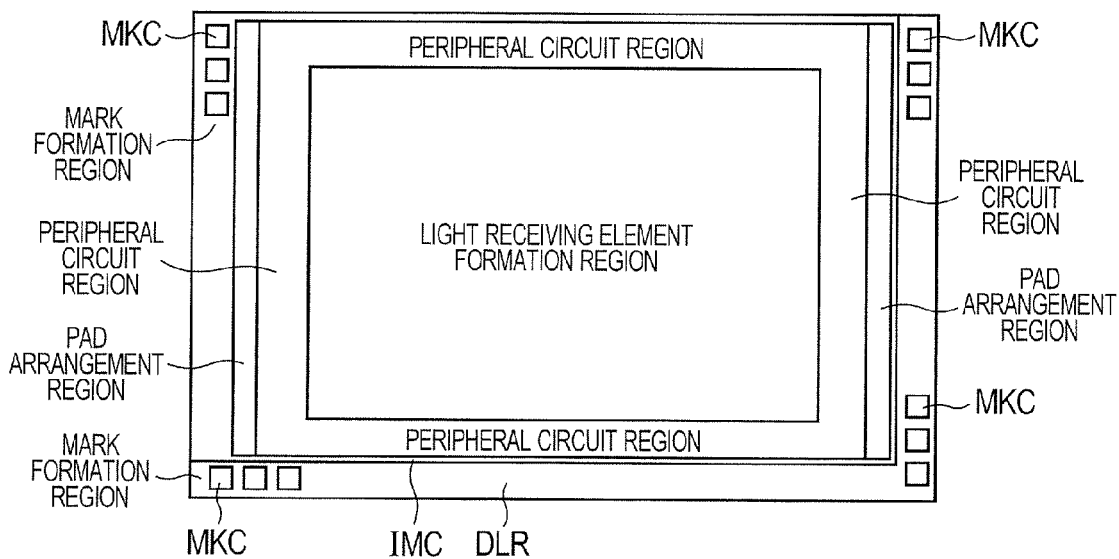 MKC
PERIPHERAL CIRCUIT REGION
MKC
MARK
FORMATION
REGION
PERIPHERAL
CIRCUIT
REGION
PERIPHERAL
CIRCUIT
REGION
LIGHT RECEIVING ELEMENT
FORMATION REGION
PAD
ARRANGEMENT
REGION
PAD
ARRANGEMENT
REGION
MKC
PERIPHERAL CIRCUIT REGION
MARK
FORMATION
REGION
MKC
IMC
DLR